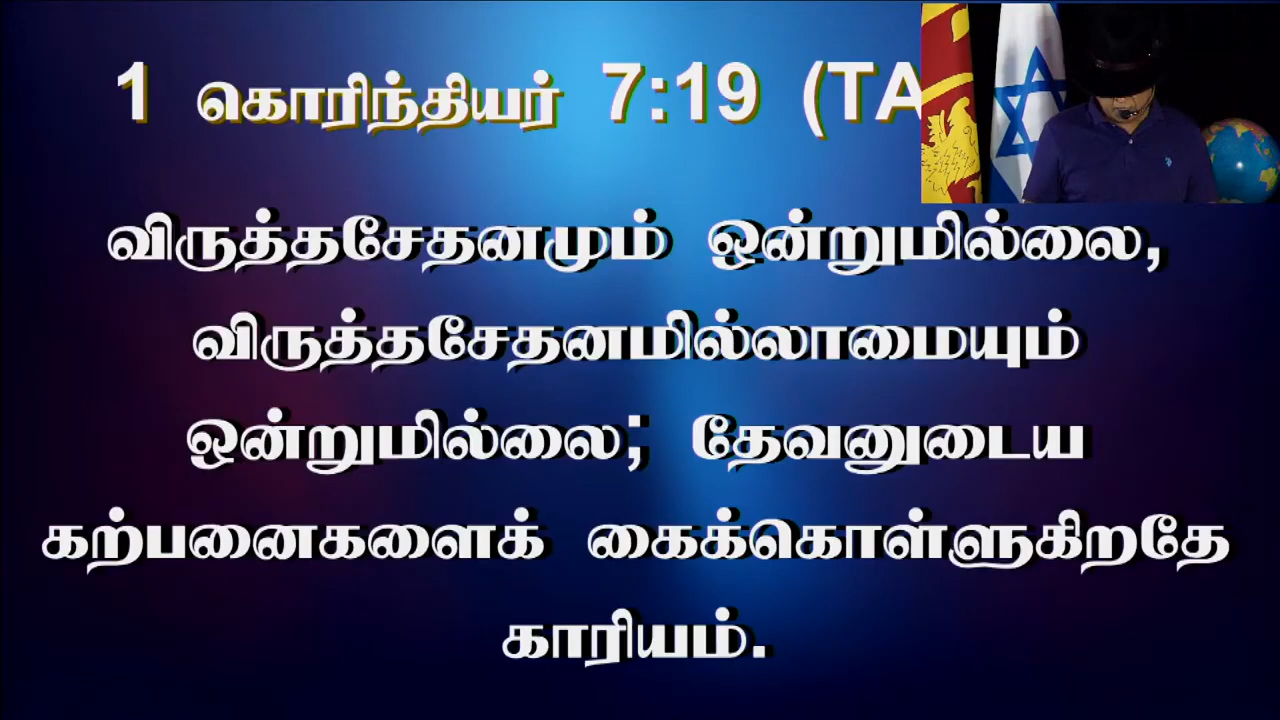 1 கொரிந்தியர் 7:19 (TA
விருத்தசேதனமும் ஒன்றுமில்லை,
விருத்தசேதனமில்லாமையும்
ஒன்றுமில்லை; தேவனுடைய
கற்பனைகளைக் கைக்கொள்ளுகிறதே
காரியம்.